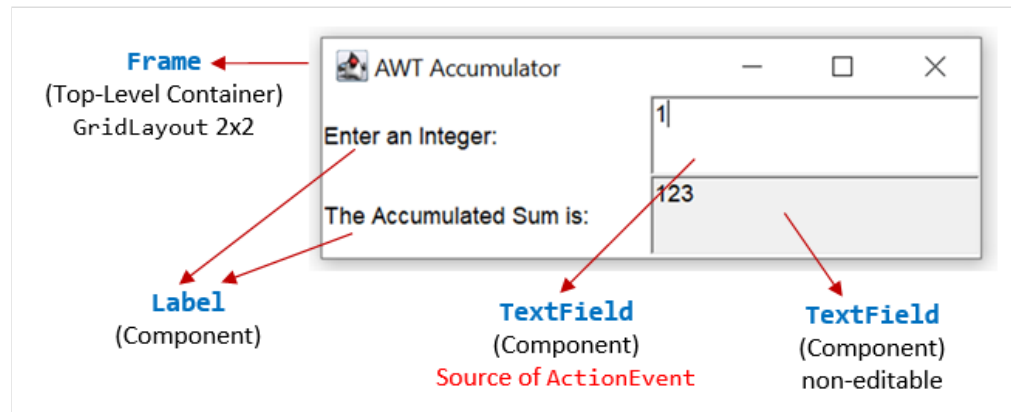 Frame
(Top-Level Container)
GridLayout 2x2
AWT Accumulator
Enter an Integer:
1
The Accumulated Sum is:
123
Label
(Component)
TextField
(Component)
Source of ActionEvent
TextField
(Component)
non-editable